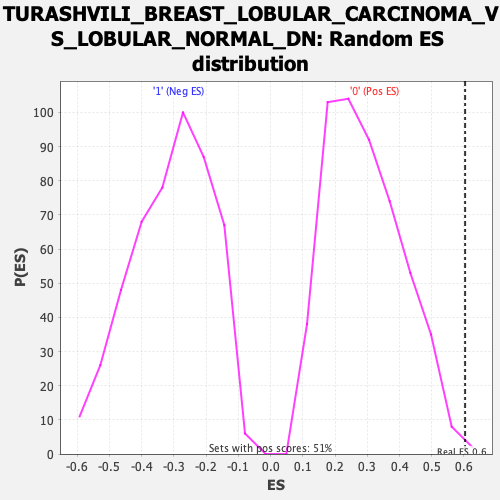 TURASHVILI_BREAST_LOBULAR_CARCINOMA_V
S_LOBULAR_NORMAL_DN: Random ES
distribution
'1' (Neg ES) '0' (Pos ES)
P(ES)
100
90
80
70
60
50
40
30
20
10
0
Sets with pos scores: 51%
Real ES 0.6
-0.6 -0.5 -0.4 -0.3 -0.2 -0.1 0.0 0.1 0.2 0.3 0.4 0.5 0.6
ES